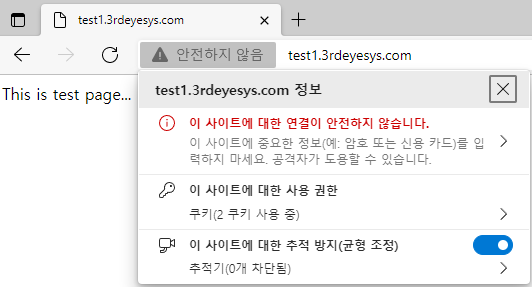 test1.3rdeyesys.com
안전하지 않음
test1.3rdeyesys.com
This is test page...
test1.3rdeyesys.com 정보
이 사이트에 대한 연결이 안전하지 않습니다.
이 사이트에 중요한 정보(예: 암호 또는 신용 카드)를 입
력하지 마세요. 공격자가 도용할 수 있습니다.
이 사이트에 대한 사용 권한
쿠키(2 쿠키 사용 중)
이 사이트에 대한 추적 방지(균형 조정)
추적기(0개 차단됨)